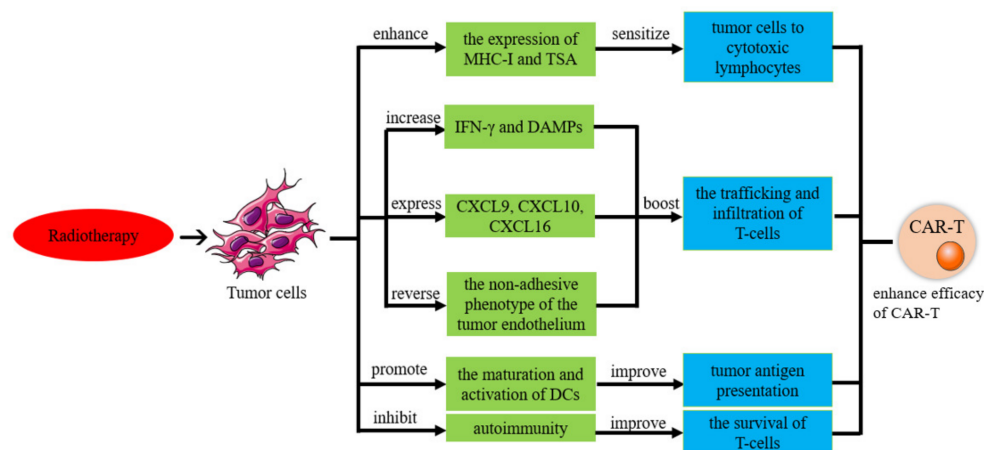 enhance
the expression of
MHC-I and TSA
sensitize
tumor cells to
cytotoxic
lymphocytes
increase
IFN-γ and DAMPs
Radiotherapy
Tumor cells
express
CXCL9, CXCL10,
CXCL16
boost
the trafficking and
infiltration of
T-cells
CAR-T
enhance efficacy
of CAR-T
reverse
the non-adhesive
phenotype of the
tumor endothelium
promote
the maturation and
activation of DCs
improve
tumor antigen
presentation
inhibit
autoimmunity
improve
the survival of
T-cells